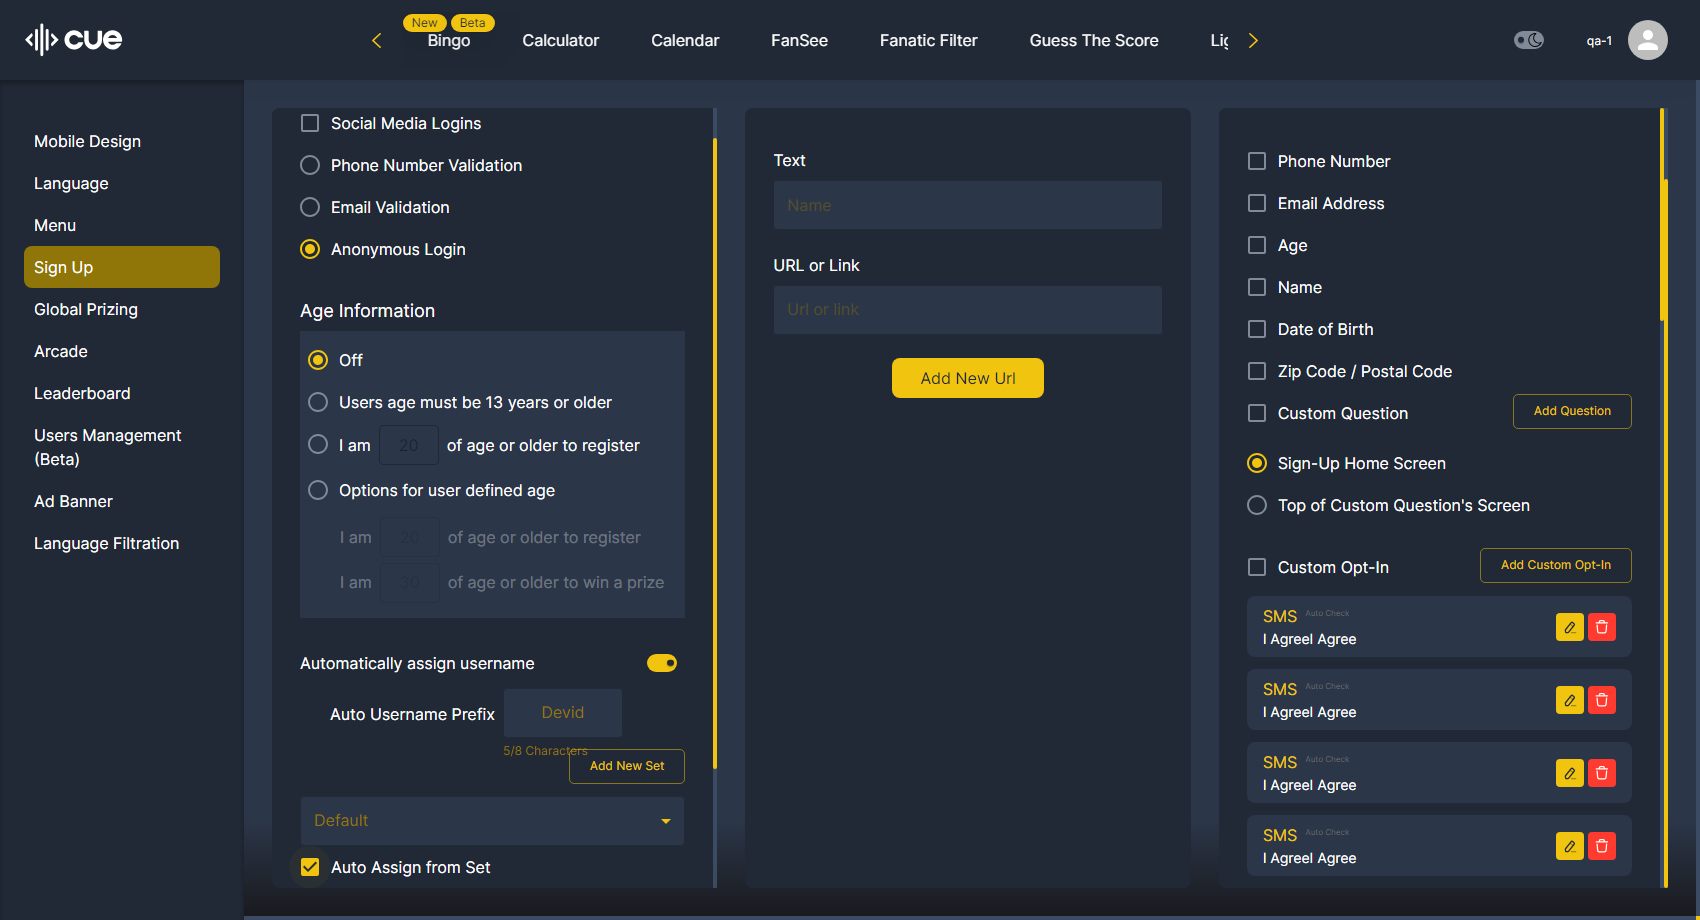 cue
New Beta
Bingo Calculator Calendar FanSee Fanatic Filter Guess The Score Lig
qa-1
Mobile Design
Language
Menu
Sign Up
Global Prizing
Arcade
Leaderboard
Users Management
(Beta)
Ad Banner
Language Filtration
Social Media Logins
Phone Number Validation
Email Validation
Anonymous Login
Age Information
Off
Users age must be 13 years or older
I am 20 of age or older to register
Options for user defined age
I am 20 of age or older to register
I am 30 of age or older to win a prize
Automatically assign username
Auto Username Prefix Devid
5/8 Characters
Add New Set
Default
Auto Assign from Set
Text
Name
URL or Link
Url or link
Add New Url
Phone Number
Email Address
Age
Name
Date of Birth
Zip Code / Postal Code
Custom Question Add Question
Sign-Up Home Screen
Top of Custom Question's Screen
Custom Opt-In Add Custom Opt-In
SMS Auto Check
I AgreeI Agree
SMS Auto Check
I AgreeI Agree
SMS Auto Check
I AgreeI Agree
SMS Auto Check
I AgreeI Agree